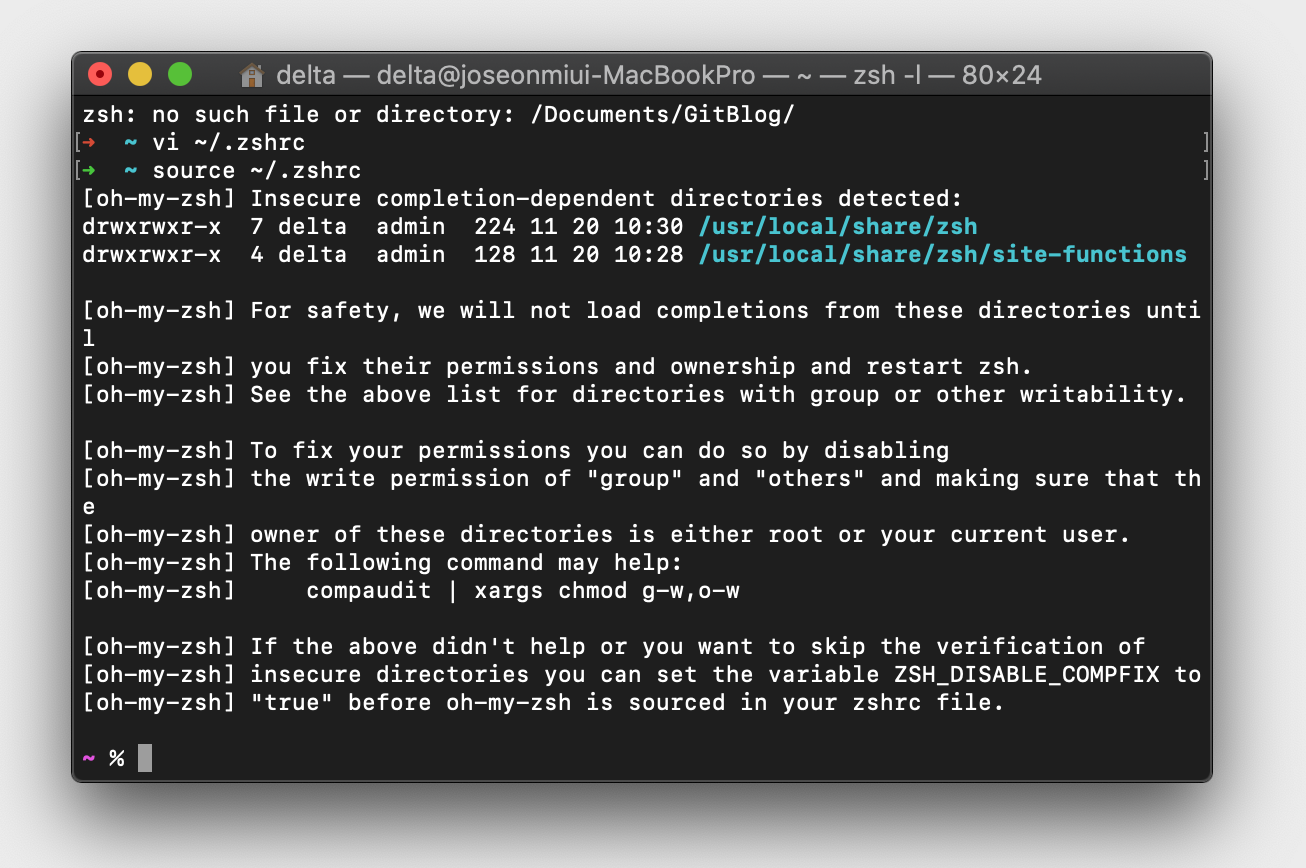 delta — delta@joseonmiui-MacBookPro — ~ — zsh -l — 80×24
zsh: no such file or directory: /Documents/GitBlog/
[➜  ~ vi ~/.zshrc ]
[➜  ~ source ~/.zshrc ]
[oh-my-zsh] Insecure completion-dependent directories detected:
drwxrwxr-x  7 delta  admin  224 11 20 10:30 /usr/local/share/zsh
drwxrwxr-x  4 delta  admin  128 11 20 10:28 /usr/local/share/zsh/site-functions
[oh-my-zsh] For safety, we will not load completions from these directories unti
l
[oh-my-zsh] you fix their permissions and ownership and restart zsh.
[oh-my-zsh] See the above list for directories with group or other writability.
[oh-my-zsh] To fix your permissions you can do so by disabling
[oh-my-zsh] the write permission of "group" and "others" and making sure that th
e
[oh-my-zsh] owner of these directories is either root or your current user.
[oh-my-zsh] The following command may help:
[oh-my-zsh]     compaudit | xargs chmod g-w,o-w
[oh-my-zsh] If the above didn't help or you want to skip the verification of
[oh-my-zsh] insecure directories you can set the variable ZSH_DISABLE_COMPFIX to
[oh-my-zsh] "true" before oh-my-zsh is sourced in your zshrc file.
~ %